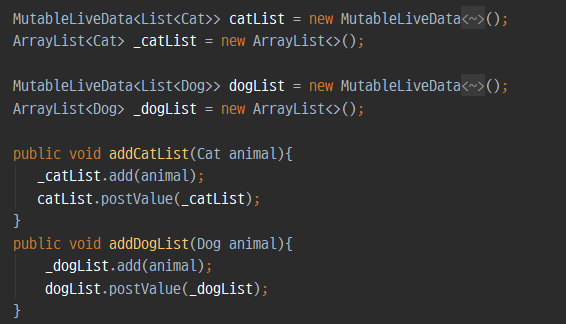 MutableLiveData<List<Cat>> catList = new MutableLiveData<~>();
ArrayList<Cat> _catList = new ArrayList<>();
MutableLiveData<List<Dog>> dogList = new MutableLiveData<~>();
ArrayList<Dog> _dogList = new ArrayList<>();
public void addCatList(Cat animal){
_catList.add(animal);
catList.postValue(_catList);
}
public void addDogList(Dog animal){
_dogList.add(animal);
dogList.postValue(_dogList);
}